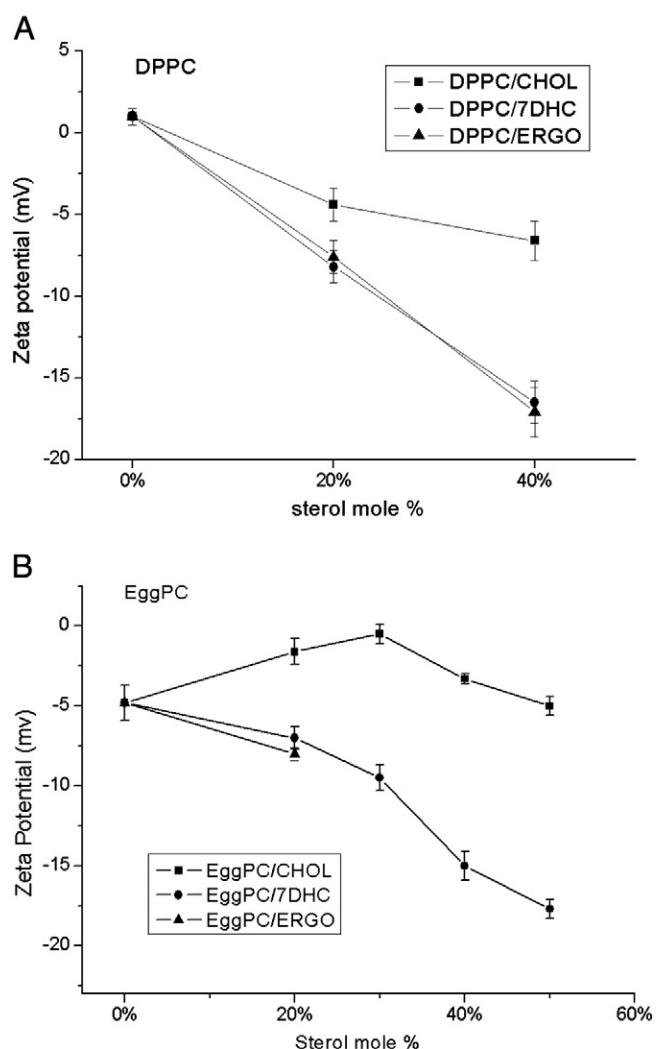 A
DPPC
DPPC/CHOL
DPPC/7DHC
DPPC/ERGO
Zeta potential (mV)
5
0
-5
-10
-15
-20
0%
20%
40%
sterol mole %
B
EggPC
Zeta Potential (mv)
0
-5
-10
-15
-20
EggPC/CHOL
EggPC/7DHC
EggPC/ERGO
0%
20%
40%
60%
Sterol mole %